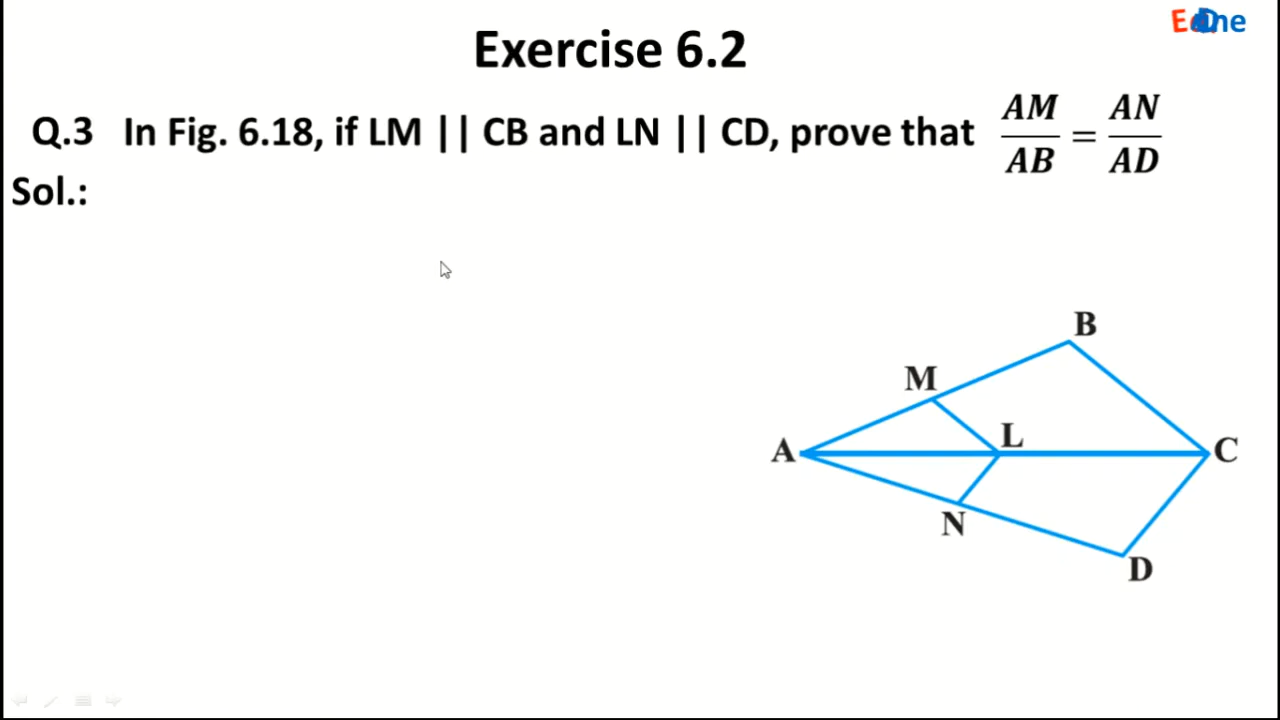 Exercise 6.2
Q.3 In Fig. 6.18, if LM || CB and LN || CD, prove that AM/AB = AN/AD
Sol.:
B
M
A
L
C
N
D